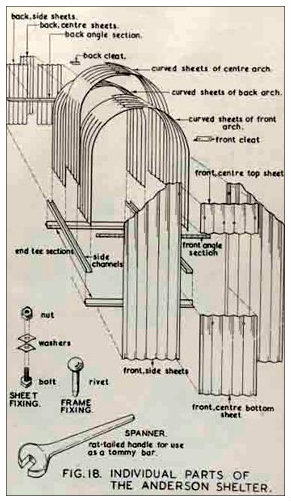 back, side sheets.
back, centre sheets.
back angle section.
back cleat.
curved sheets of centre arch.
curved sheets of back arch.
curved sheets of front
arch.
front cleat
front, centre top sheet
end tee sections
side
channels
front angle
section
nut
washers
bolt
rivet
front, side sheets
SHEET
FIXING.
FRAME
FIXING.
front, centre bottom
sheet
SPANNER.
rat-tailed handle for use
as a tommy bar.
FIG. 1B. INDIVIDUAL PARTS OF
THE ANDERSON SHELTER.